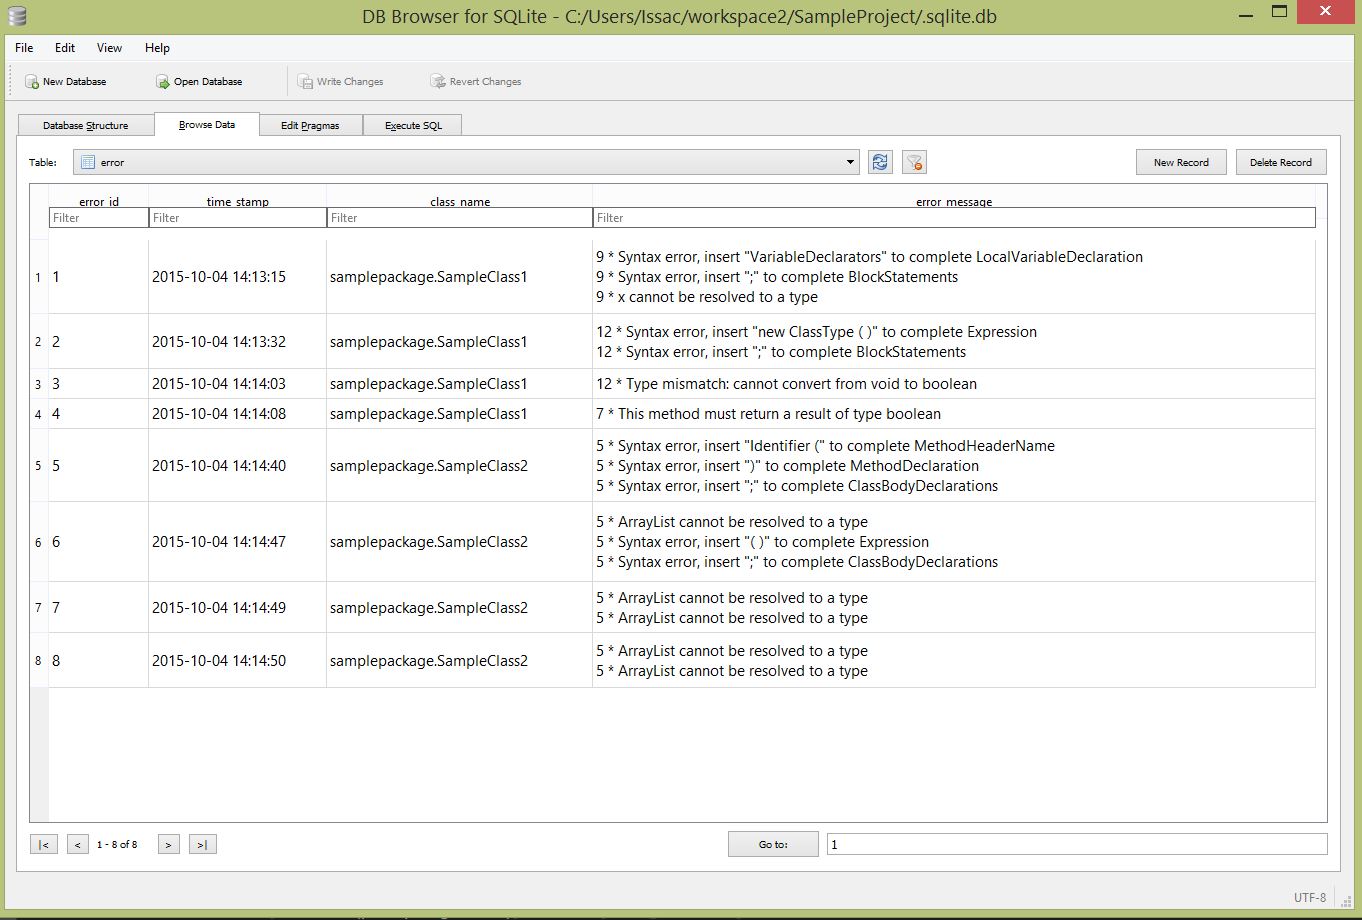 DB Browser for SQLite - C:/Users/Issac/workspace2/SampleProject/.sqlite.db
File Edit View Help
New Database Open Database Write Changes Revert Changes
Database Structure Browse Data Edit Pragmas Execute SQL
Table: error New Record Delete Record
error_id time_stamp class_name error_message
Filter Filter Filter Filter
9 * Syntax error, insert "VariableDeclarators" to complete LocalVariableDeclaration
1 1 2015-10-04 14:13:15 samplepackage.SampleClass1 9 * Syntax error, insert ";" to complete BlockStatements
9 * x cannot be resolved to a type
12 * Syntax error, insert "new ClassType ( )" to complete Expression
2 2 2015-10-04 14:13:32 samplepackage.SampleClass1
12 * Syntax error, insert ";" to complete BlockStatements
3 3 2015-10-04 14:14:03 samplepackage.SampleClass1 12 * Type mismatch: cannot convert from void to boolean
4 4 2015-10-04 14:14:08 samplepackage.SampleClass1 7 * This method must return a result of type boolean
5 * Syntax error, insert "Identifier (" to complete MethodHeaderName
5 5 2015-10-04 14:14:40 samplepackage.SampleClass2 5 * Syntax error, insert ")" to complete MethodDeclaration
5 * Syntax error, insert ";" to complete ClassBodyDeclarations
5 * ArrayList cannot be resolved to a type
6 6 2015-10-04 14:14:47 samplepackage.SampleClass2 5 * Syntax error, insert "( )" to complete Expression
5 * Syntax error, insert ";" to complete ClassBodyDeclarations
5 * ArrayList cannot be resolved to a type
7 7 2015-10-04 14:14:49 samplepackage.SampleClass2
5 * ArrayList cannot be resolved to a type
5 * ArrayList cannot be resolved to a type
8 8 2015-10-04 14:14:50 samplepackage.SampleClass2
5 * ArrayList cannot be resolved to a type
|< < 1 - 8 of 8 > >| Go to: 1
UTF-8